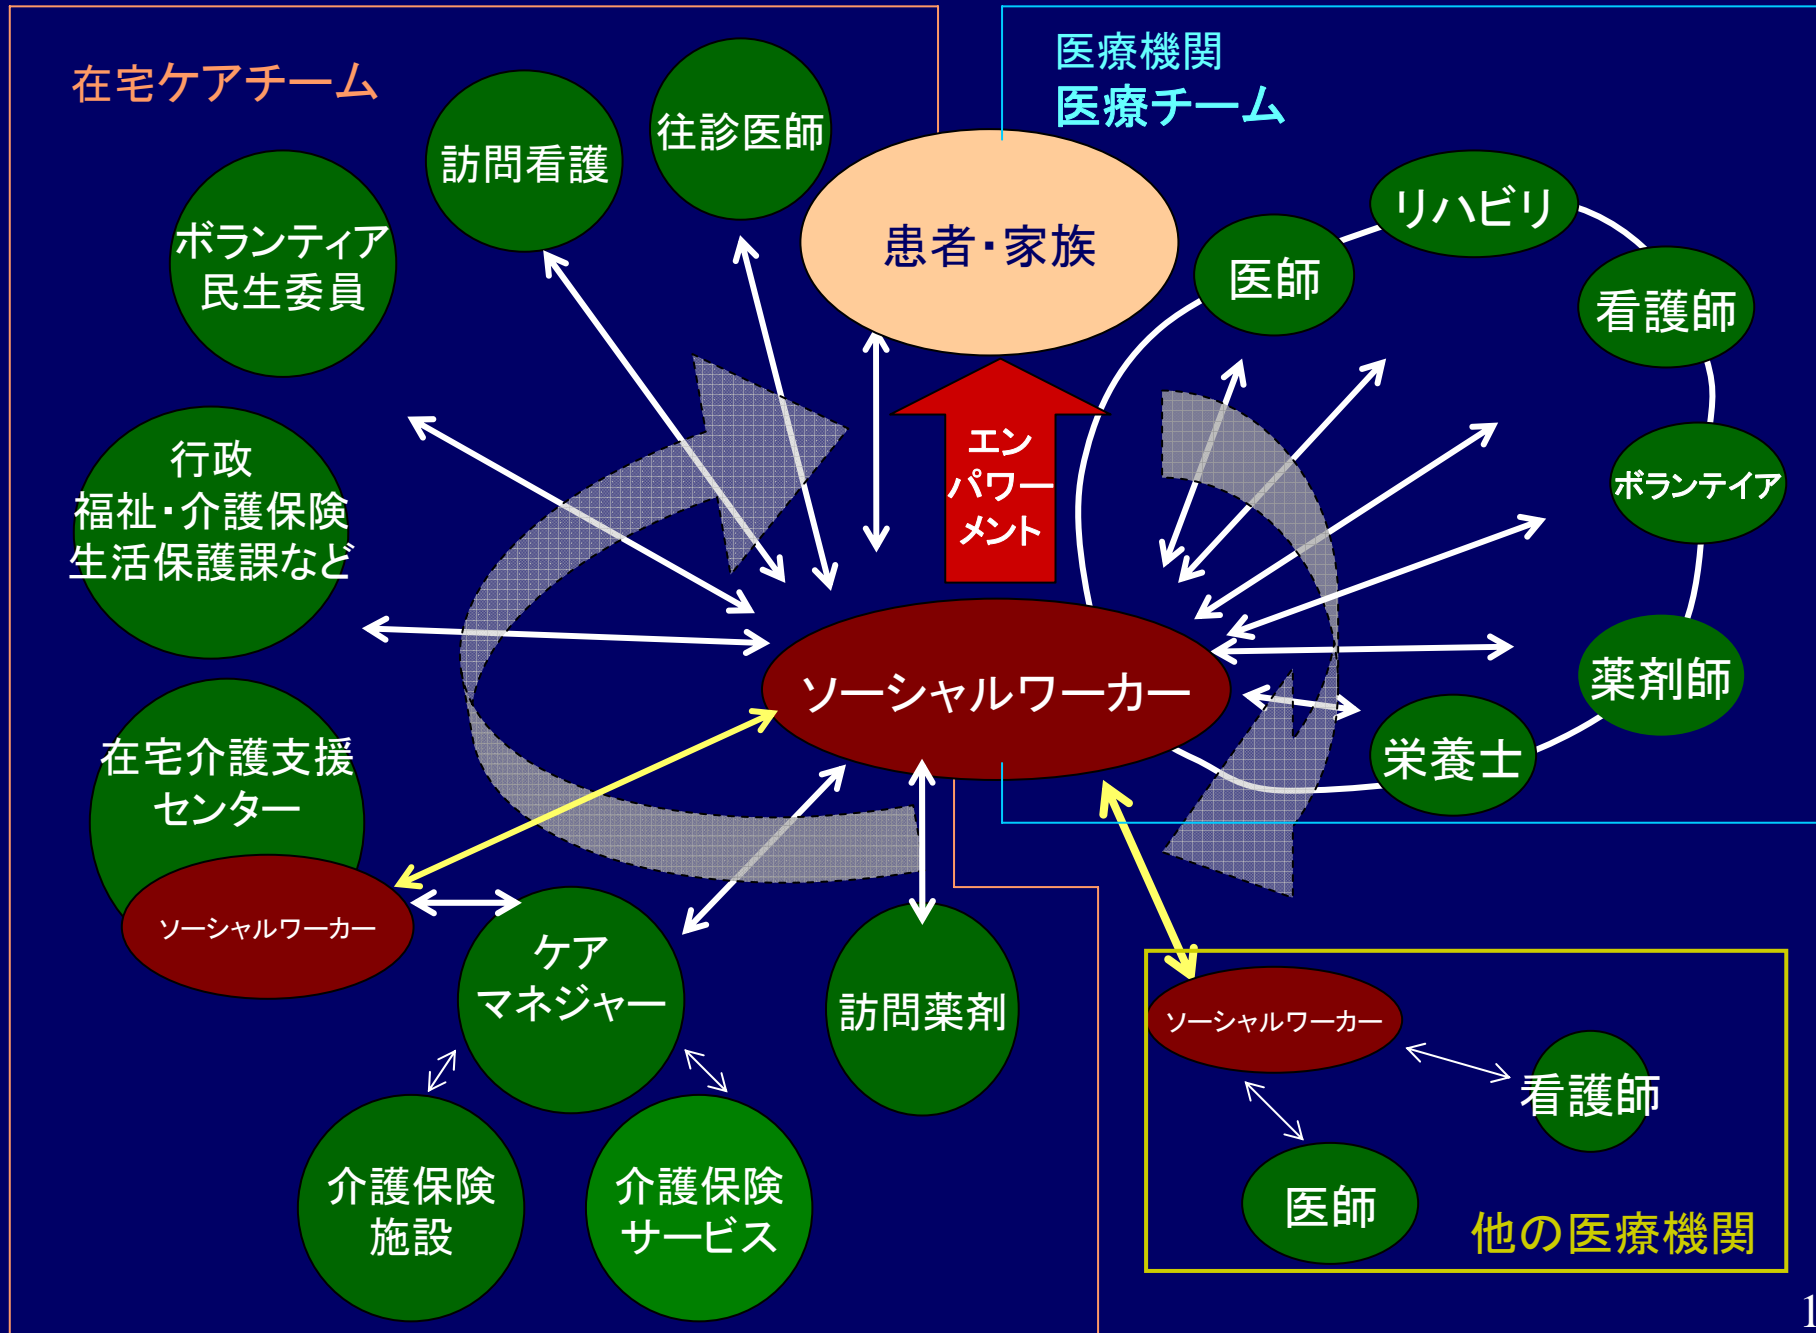 在宅ケアチーム
医療機関
医療チーム
往診医師
訪問看護
患者・家族
リハビリ
医師
看護師
ボランティア
民生委員
行政
福祉・介護保険
生活保護課など
エン
パワー
メント
ボランテイア
ソーシャルワーカー
薬剤師
栄養士
在宅介護支援
センター
ソーシャルワーカー
ケア
マネジャー
訪問薬剤
介護保険
施設
介護保険
サービス
ソーシャルワーカー
看護師
医師
他の医療機関
1